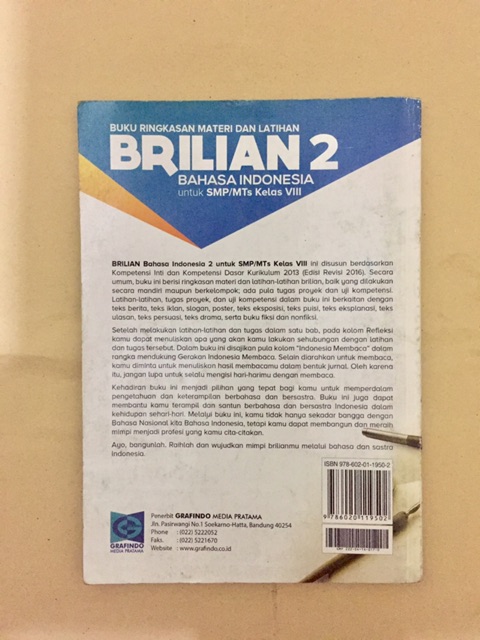 BUKU RINGKASAN MATERI DAN LATIHAN
BRILIAN 2
BAHASA INDONESIA
untuk SMP/MTs Kelas VIII
BRILIAN Bahasa Indonesia 2 untuk SMP/MTs Kelas VIII ini disusun berdasarkan
Kompetensi Inti dan Kompetensi Dasar Kurikulum 2013 (Edisi Revisi 2016). Secara
umum, buku ini berisi ringkasan materi dan latihan-latihan brilian, baik yang dilakukan
secara mandiri maupun berkelompok; ada pula tugas proyek dan uji kompetensi.
Latihan-latihan, tugas proyek, dan uji kompetensi dalam buku ini berkaitan dengan
teks berita, teks iklan, slogan, poster, teks eksposisi, teks puisi, teks eksplanasi, teks
ulasan, teks persuasi, teks drama, serta buku fiksi dan nonfiksi.
Setelah melakukan latihan-latihan dan tugas dalam satu bab, pada kolom Refleksi
kamu dapat menuliskan apa yang akan kamu lakukan sehubungan dengan latihan
dan tugas tersebut. Dalam buku ini disajikan pula kolom "Indonesia Membaca" dalam
rangka mendukung Gerakan Indonesia Membaca. Selain diarahkan untuk membaca,
kamu diminta untuk menuliskan hasil membacamu dalam bentuk jurnal. Oleh karena
itu, jangan lupa untuk selalu mengisi hari-harimu dengan membaca.
Kehadiran buku ini menjadi pilihan yang tepat bagi kamu untuk memperdalam
pengetahuan dan keterampilan berbahasa dan bersastra. Buku ini juga dapat
membantu kamu terampil dan santun berbahasa dan bersastra Indonesia dalam
kehidupan sehari-hari. Melalui buku ini, kamu tidak hanya sekadar bangga dengan
Bahasa Nasional kita Bahasa Indonesia, tetapi kamu dapat membangun dan meraih
mimpi menjadi profesi yang kamu cita-citakan.
Ayo, bangunlah. Raihlah dan wujudkan mimpi brilianmu melalui bahasa dan sastra
Indonesia.
ISBN 978-602-01-1950-2
9 786020 119502
GRAFINDO
MEDIA PRATAMA
Penerbit GRAFINDO MEDIA PRATAMA
Jln. Pasirwangi No.1 Soekarno-Hatta, Bandung 40254
Phone : (022) 5222052
Faks. : (022) 5221670
Website : www.grafindo.co.id